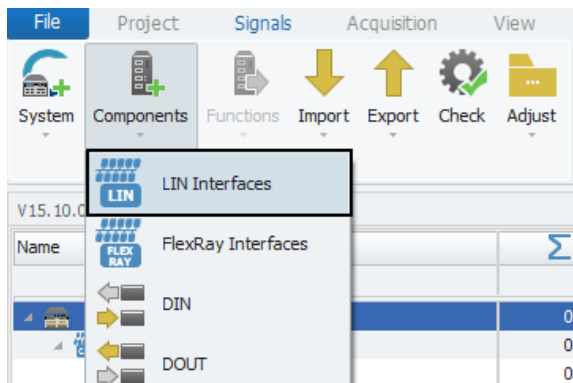 File Project Signals Acquisition View
System Components Functions Import Export Check Adjust
LIN LIN Interfaces
V15.10.0
FLEX
RAY
FlexRay Interfaces
Name Σ
DIN 0
0
DOUT 0